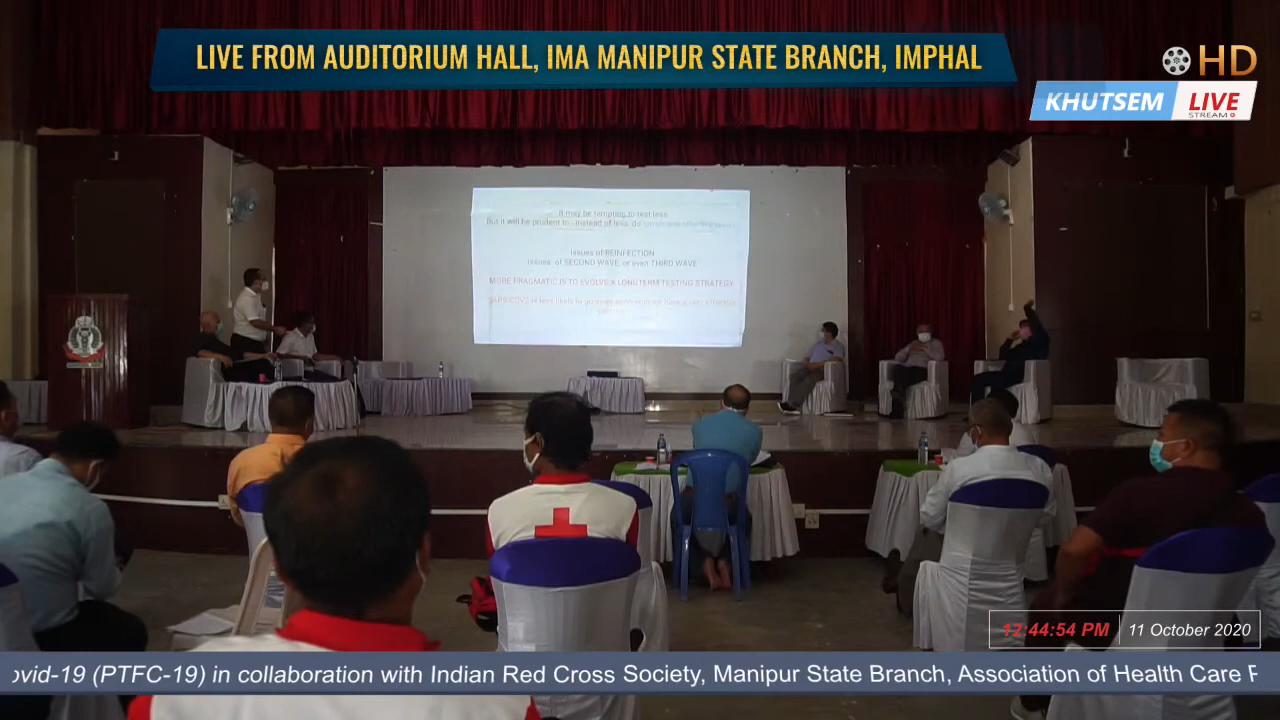 LIVE FROM AUDITORIUM HALL, IMA MANIPUR STATE BRANCH, IMPHAL
HD
KHUTSEM LIVE
STREAM
It may be tempting to test less
But it will be prudent to - instead of less, do
Issues of REINFECTION
Issues of SECOND WAVE, or even THIRD WAVE
MORE PRAGMATIC IS TO EVOLVE A LONGTERM TESTING STRATEGY
12:44:54 PM 11 October 2020
ovid-19 (PTFC-19) in collaboration with Indian Red Cross Society, Manipur State Branch, Association of Health Care